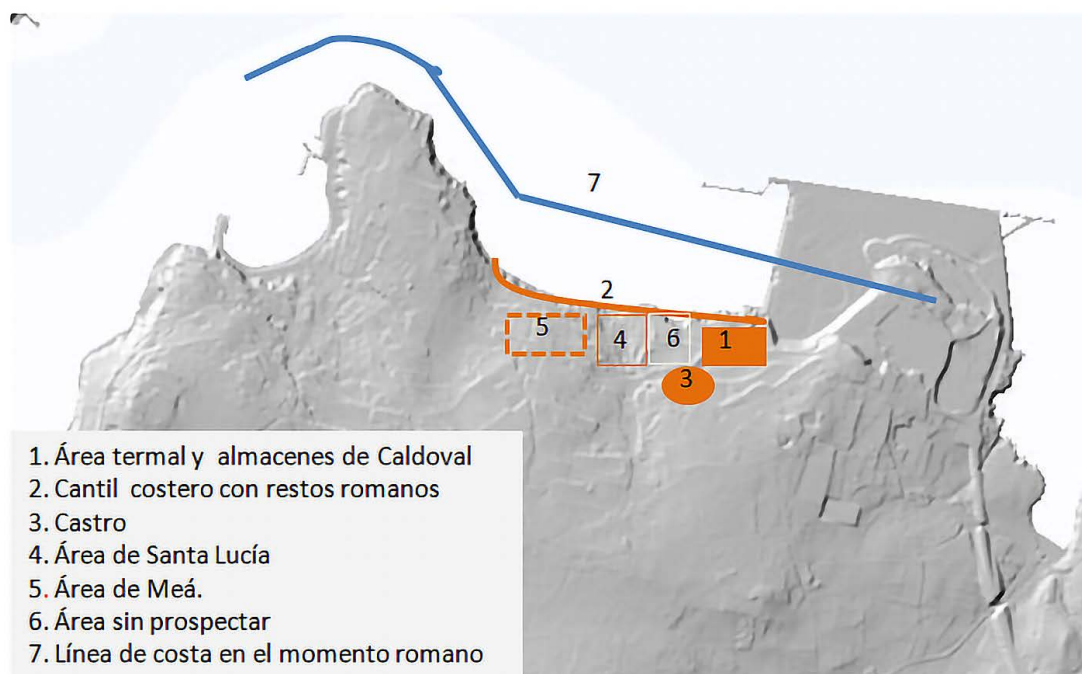 7
2
5
4
6
1
3
1. Área termal y almacenes de Caldoval
2. Cantil costero con restos romanos
3. Castro
4. Área de Santa Lucía
5. Área de Meá.
6. Área sin prospectar
7. Línea de costa en el momento romano